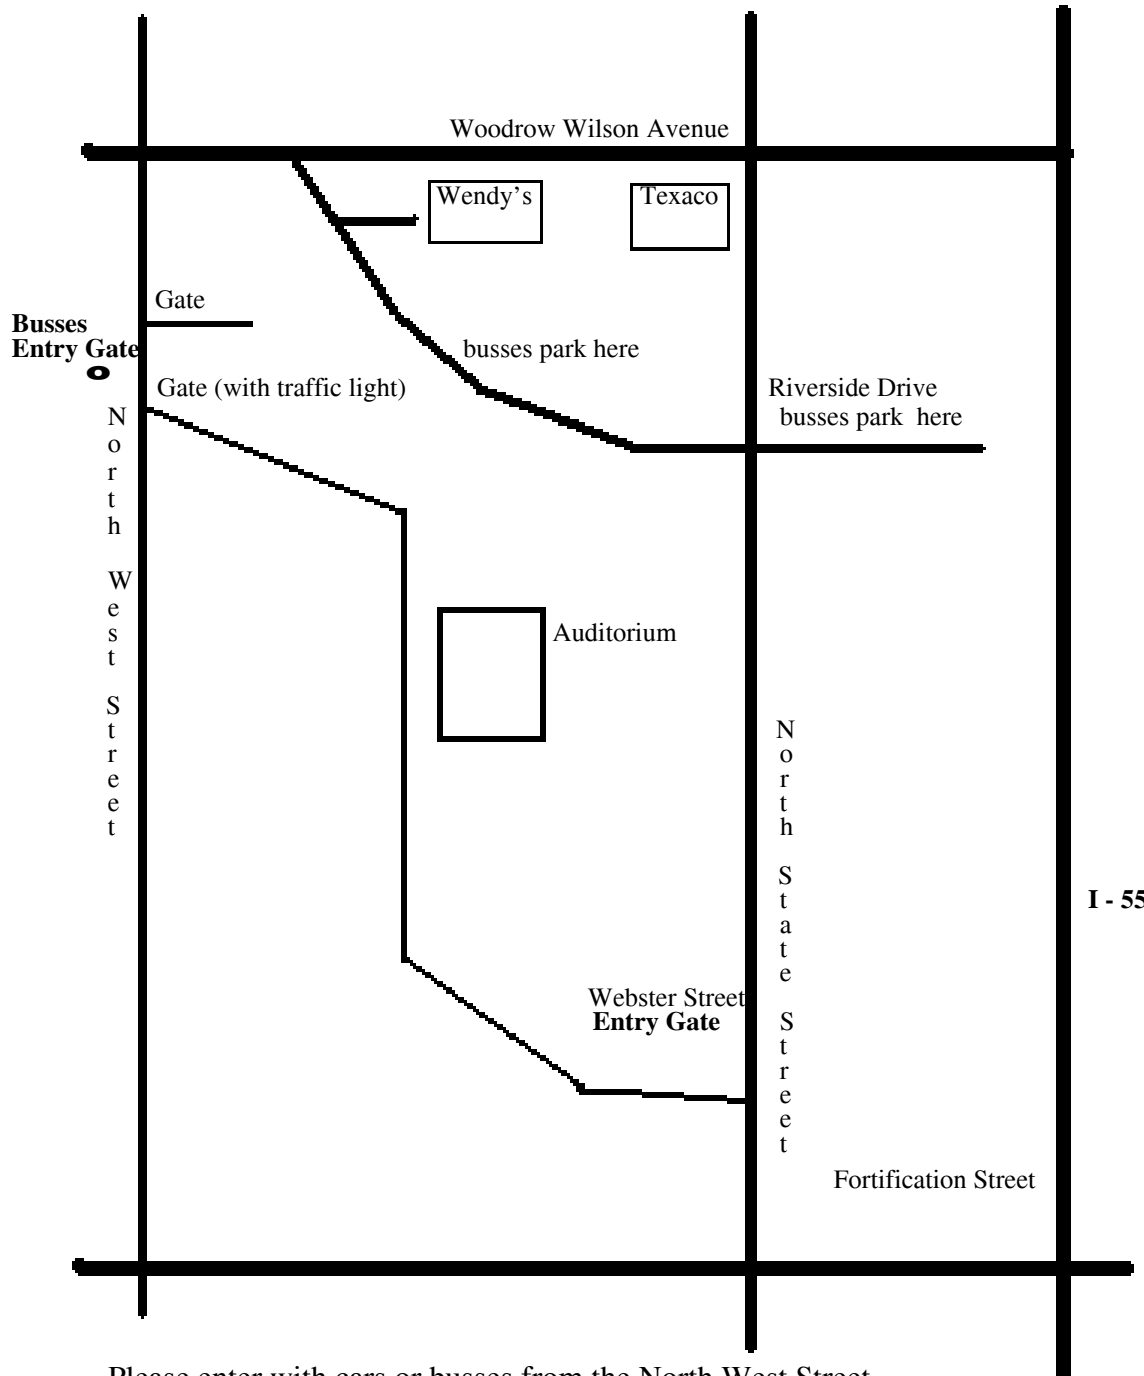 Woodrow Wilson Avenue
Wendy’s
Texaco
Gate
Busses
Entry Gate
busses park here
Gate (with traffic light)
Riverside Drive
busses park  here
North West Street
Auditorium
North State Street
I - 55
Webster Street
Entry Gate
Fortification Street
Please enter with cars or busses from the North West Street